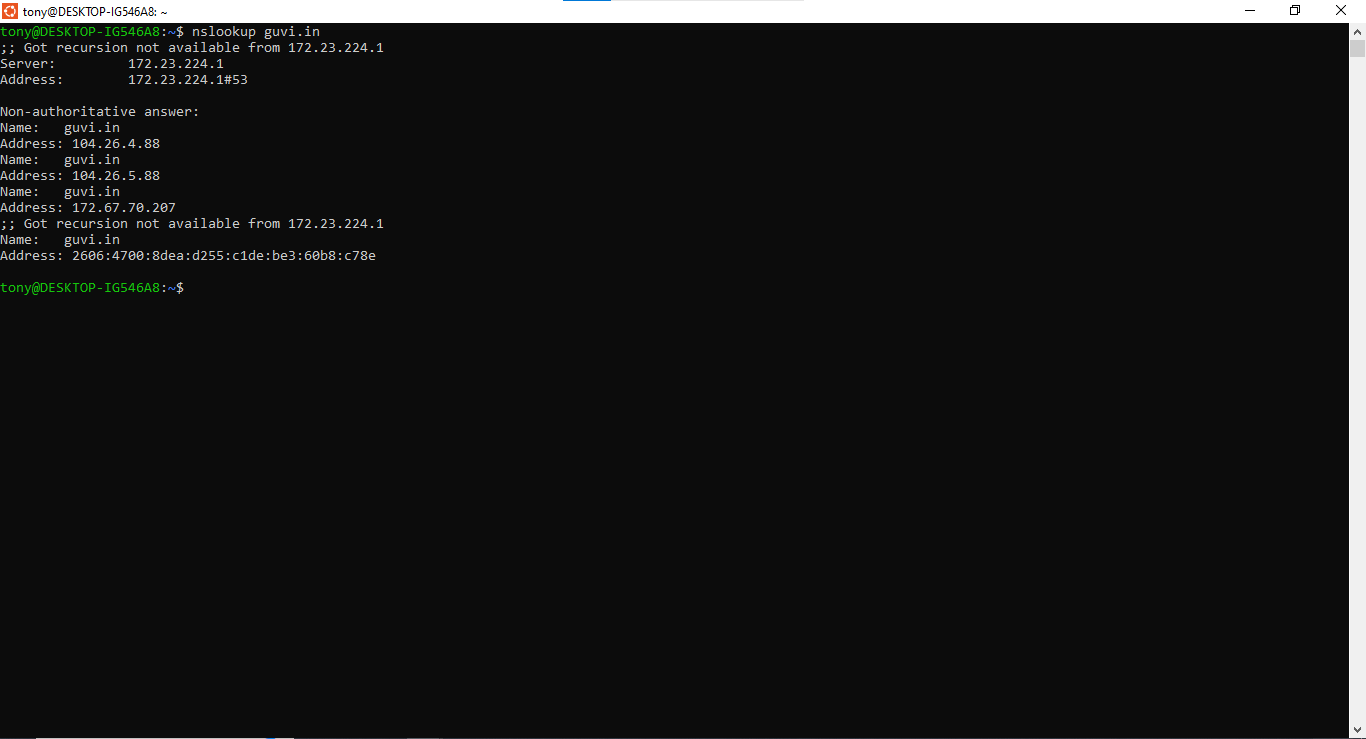 tony@DESKTOP-IG546A8: ~
tony@DESKTOP-IG546A8:~$ nslookup guvi.in
;; Got recursion not available from 172.23.224.1
Server:         172.23.224.1
Address:        172.23.224.1#53

Non-authoritative answer:
Name:   guvi.in
Address: 104.26.4.88
Name:   guvi.in
Address: 104.26.5.88
Name:   guvi.in
Address: 172.67.70.207
;; Got recursion not available from 172.23.224.1
Name:   guvi.in
Address: 2606:4700:8dea:d255:c1de:be3:60b8:c78e

tony@DESKTOP-IG546A8:~$